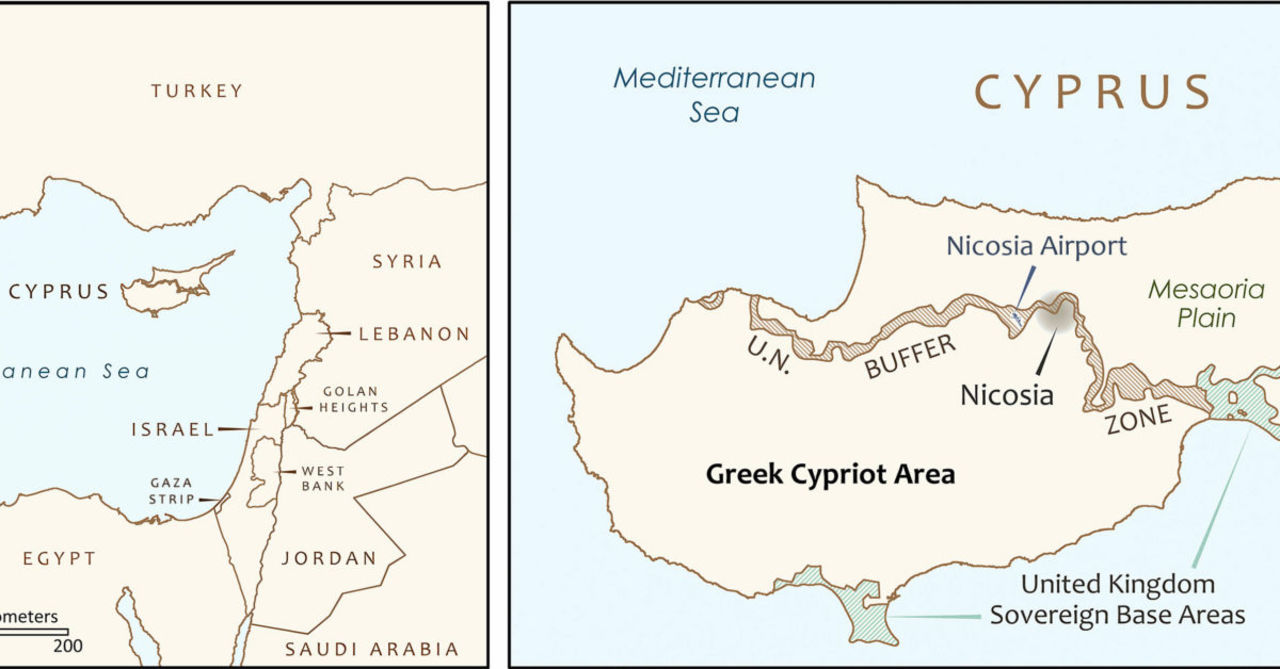 TURKEY
SYRIA
CYPRUS
LEBANON
anean Sea
GOLAN
HEIGHTS
ISRAEL
WEST
BANK
GAZA
STRIP
EGYPT
JORDAN
ometers
200
SAUDI ARABIA
Mediterranean
Sea
CYPRUS
Nicosia Airport
Mesaoria
Plain
U.N.
BUFFER
ZONE
Nicosia
Greek Cypriot Area
United Kingdom
Sovereign Base Areas